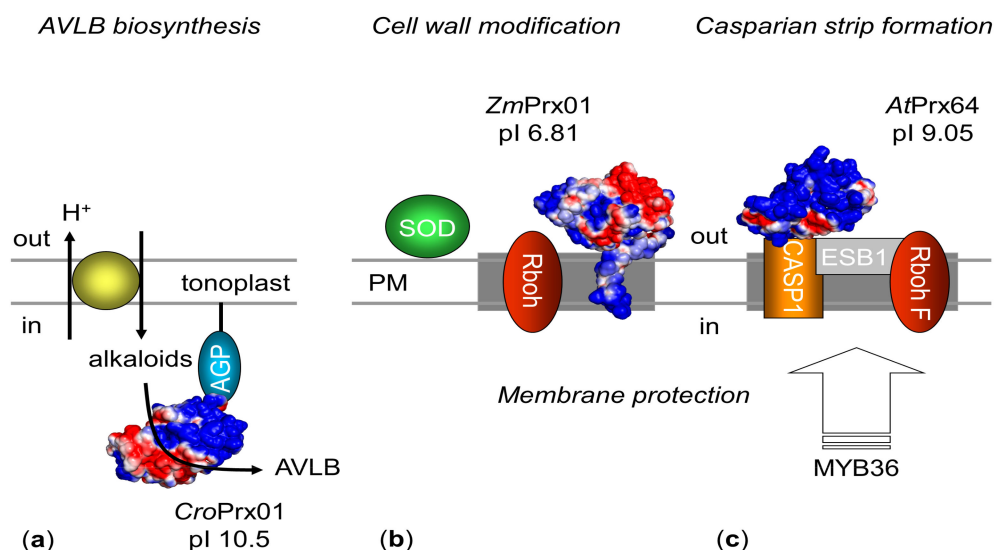 AVLB biosynthesis
H⁺
out
tonoplast
in
alkaloids
AGP
AVLB
CroPrx01
pI 10.5
(a)
Cell wall modification
ZmPrx01
pI 6.81
SOD
Rboh
PM
Membrane protection
(b)
Casparian strip formation
AtPrx64
pI 9.05
out
CASP1
ESB1
Rboh F
in
MYB36
(c)